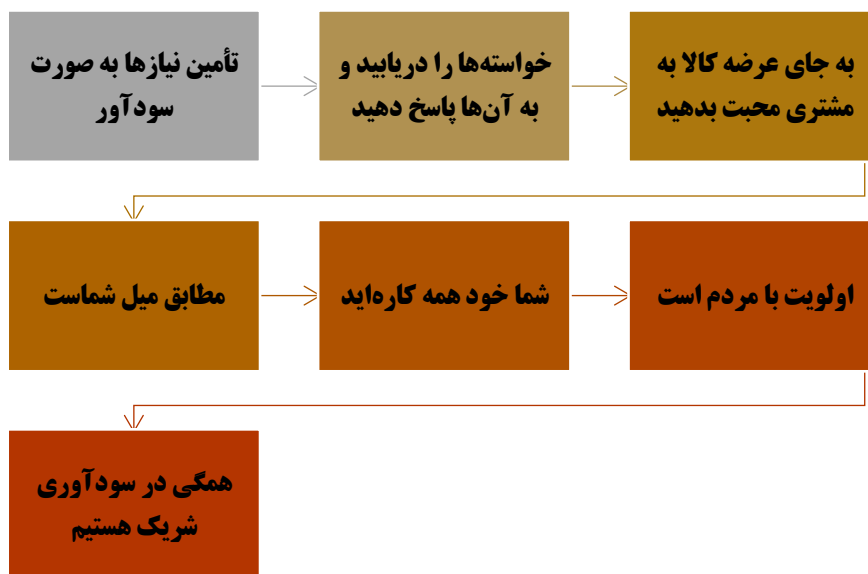 تأمین نیازها به صورت
سودآور
خواسته‌ها را دریابید و
به آن‌ها پاسخ دهید
به جای عرضه کالا به
مشتری محبت بدهید
مطابق میل شماست
شما خود همه کاره‌اید
اولویت با مردم است
همگی در سودآوری
شریک هستیم